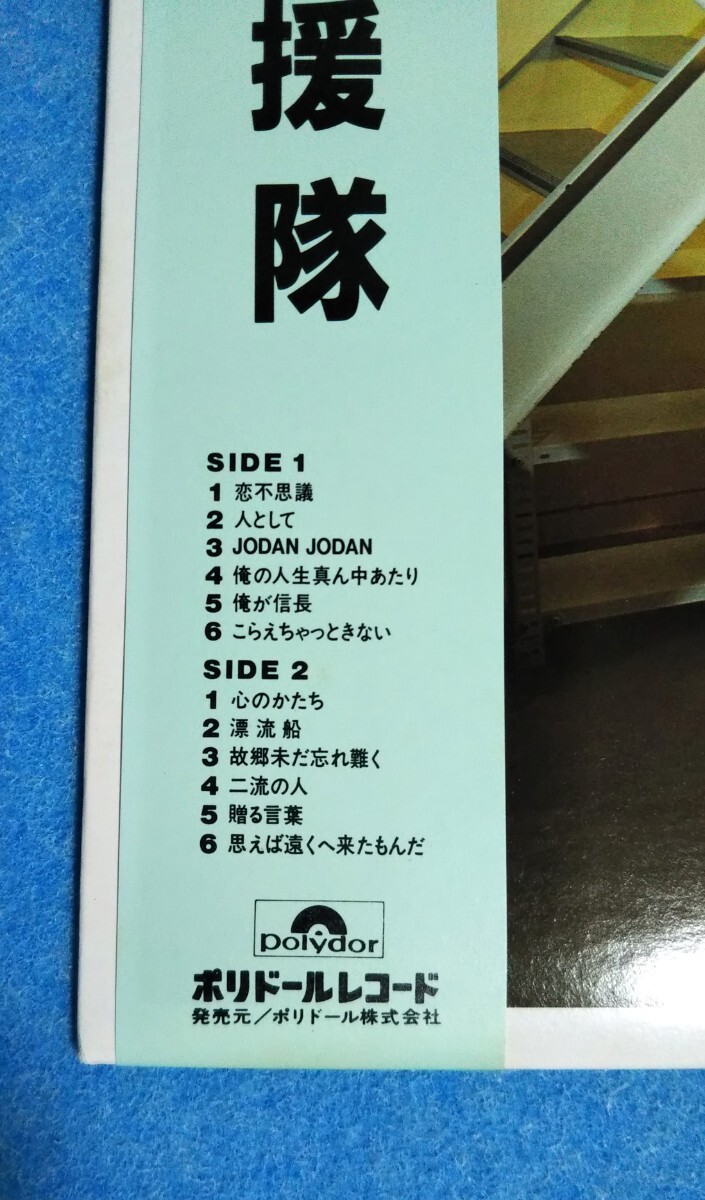 援
隊
SIDE 1
1 恋不思議
2 人として
3 JODAN JODAN
4 俺の人生真ん中あたり
5 俺が信長
6 こらえちゃっときない
SIDE 2
1 心のかたち
2 漂流船
3 故郷未だ忘れ難く
4 二流の人
5 贈る言葉
6 思えば遠くへ来たもんだ
polydor
ポリドールレコード
発売元/ポリドール株式会社